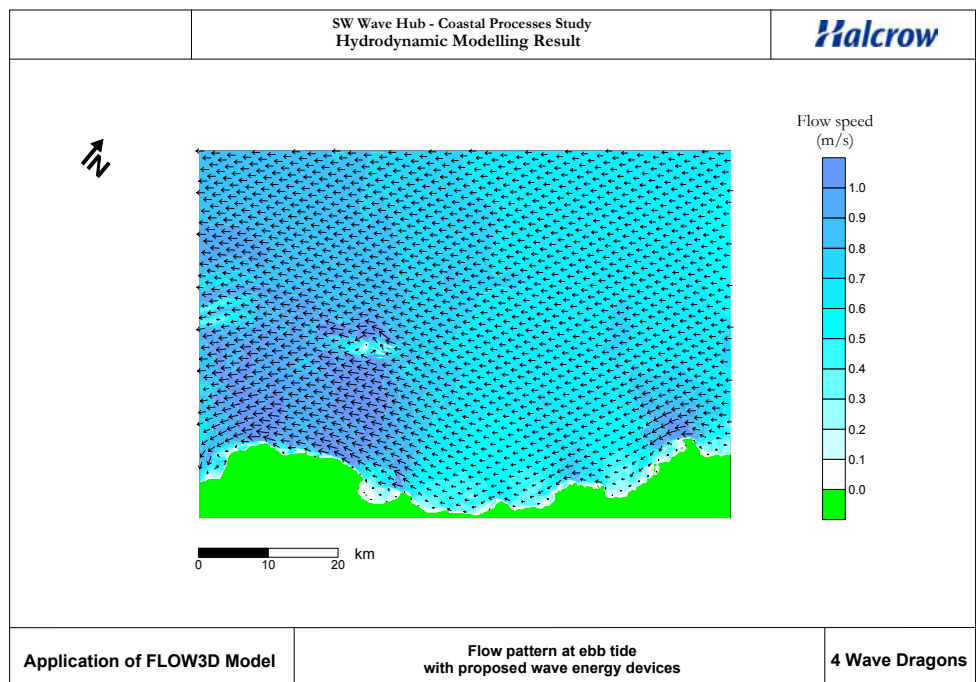 SW Wave Hub - Coastal Processes Study
Hydrodynamic Modelling Result
Halcrow
N
Flow speed
(m/s)
1.0
0.9
0.8
0.7
0.6
0.5
0.4
0.3
0.2
0.1
0.0
0 10 20 km
Application of FLOW3D Model
Flow pattern at ebb tide
with proposed wave energy devices
4 Wave Dragons